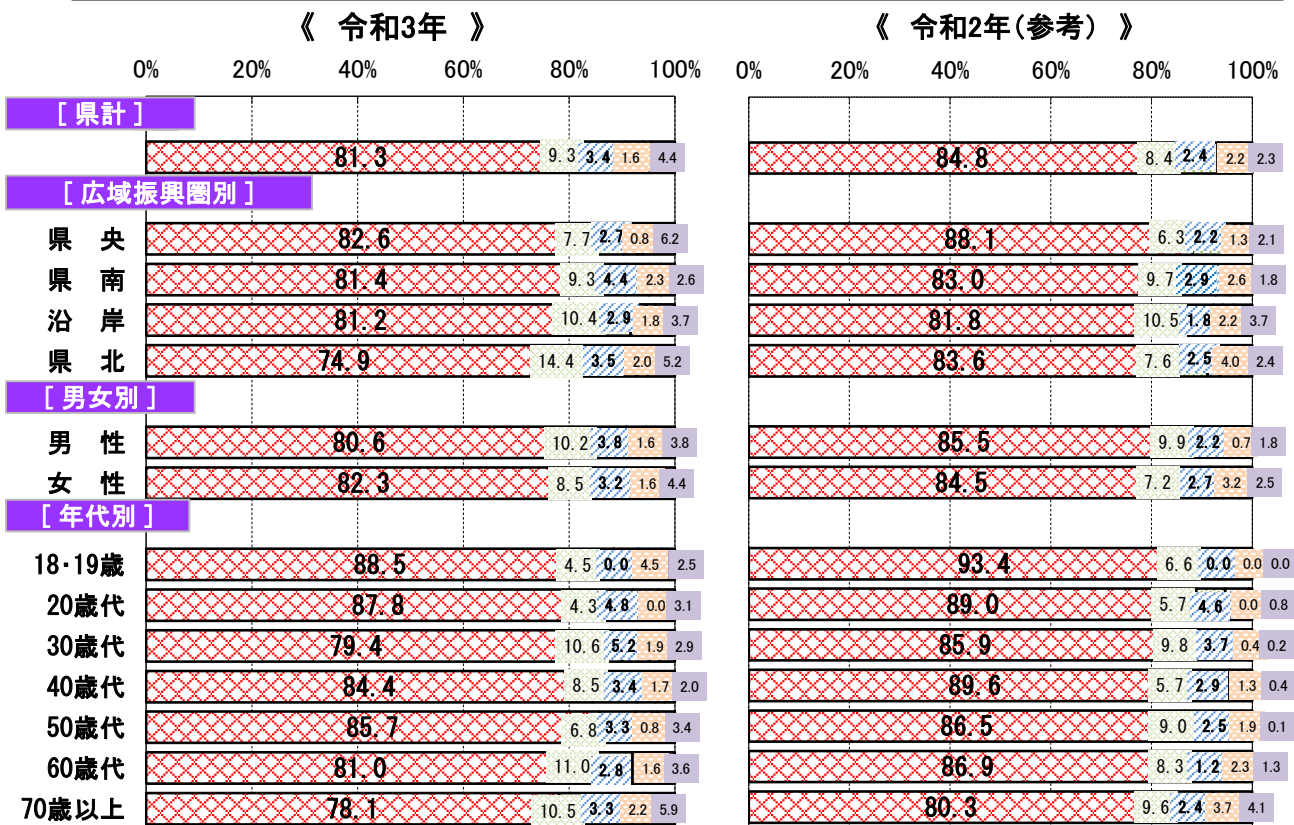 《 令和3年 》 《 令和2年(参考) 》
0% 20% 40% 60% 80% 100% 0% 20% 40% 60% 80% 100%
[ 県計 ]
81.3 9.3 3.4 1.6 4.4 84.8 8.4 2.4 2.2 2.3
[ 広域振興圏別 ]
県 央 82.6 7.7 2.7 0.8 6.2 88.1 6.3 2.2 1.3 2.1
県 南 81.4 9.3 4.4 2.3 2.6 83.0 9.7 2.9 2.6 1.8
沿 岸 81.2 10.4 2.9 1.8 3.7 81.8 10.5 1.8 2.2 3.7
県 北 74.9 14.4 3.5 2.0 5.2 83.6 7.6 2.5 4.0 2.4
[ 男女別 ]
男 性 80.6 10.2 3.8 1.6 3.8 85.5 9.9 2.2 0.7 1.8
女 性 82.3 8.5 3.2 1.6 4.4 84.5 7.2 2.7 3.2 2.5
[ 年代別 ]
18・19歳 88.5 4.5 0.0 4.5 2.5 93.4 6.6 0.0 0.0 0.0
20歳代 87.8 4.3 4.8 0.0 3.1 89.0 5.7 4.6 0.0 0.8
30歳代 79.4 10.6 5.2 1.9 2.9 85.9 9.8 3.7 0.4 0.2
40歳代 84.4 8.5 3.4 1.7 2.0 89.6 5.7 2.9 1.3 0.4
50歳代 85.7 6.8 3.3 0.8 3.4 86.5 9.0 2.5 1.9 0.1
60歳代 81.0 11.0 2.8 1.6 3.6 86.9 8.3 1.2 2.3 1.3
70歳以上 78.1 10.5 3.3 2.2 5.9 80.3 9.6 2.4 3.7 4.1